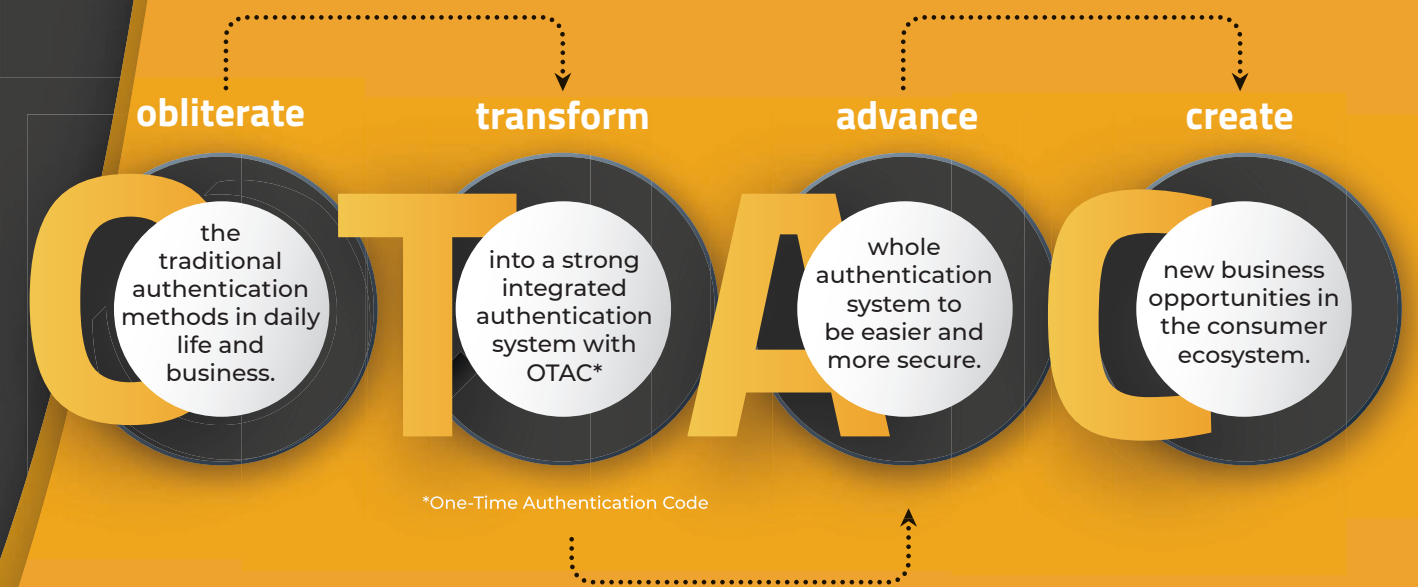 obliterate
O
the
traditional
authentication
methods in daily
life and
business.
transform
T
into a strong
integrated
authentication
system with
OTAC*
*One-Time Authentication Code
advance
A
whole
authentication
system to
be easier and
more secure.
create
C
new business
opportunities in
the consumer
ecosystem.